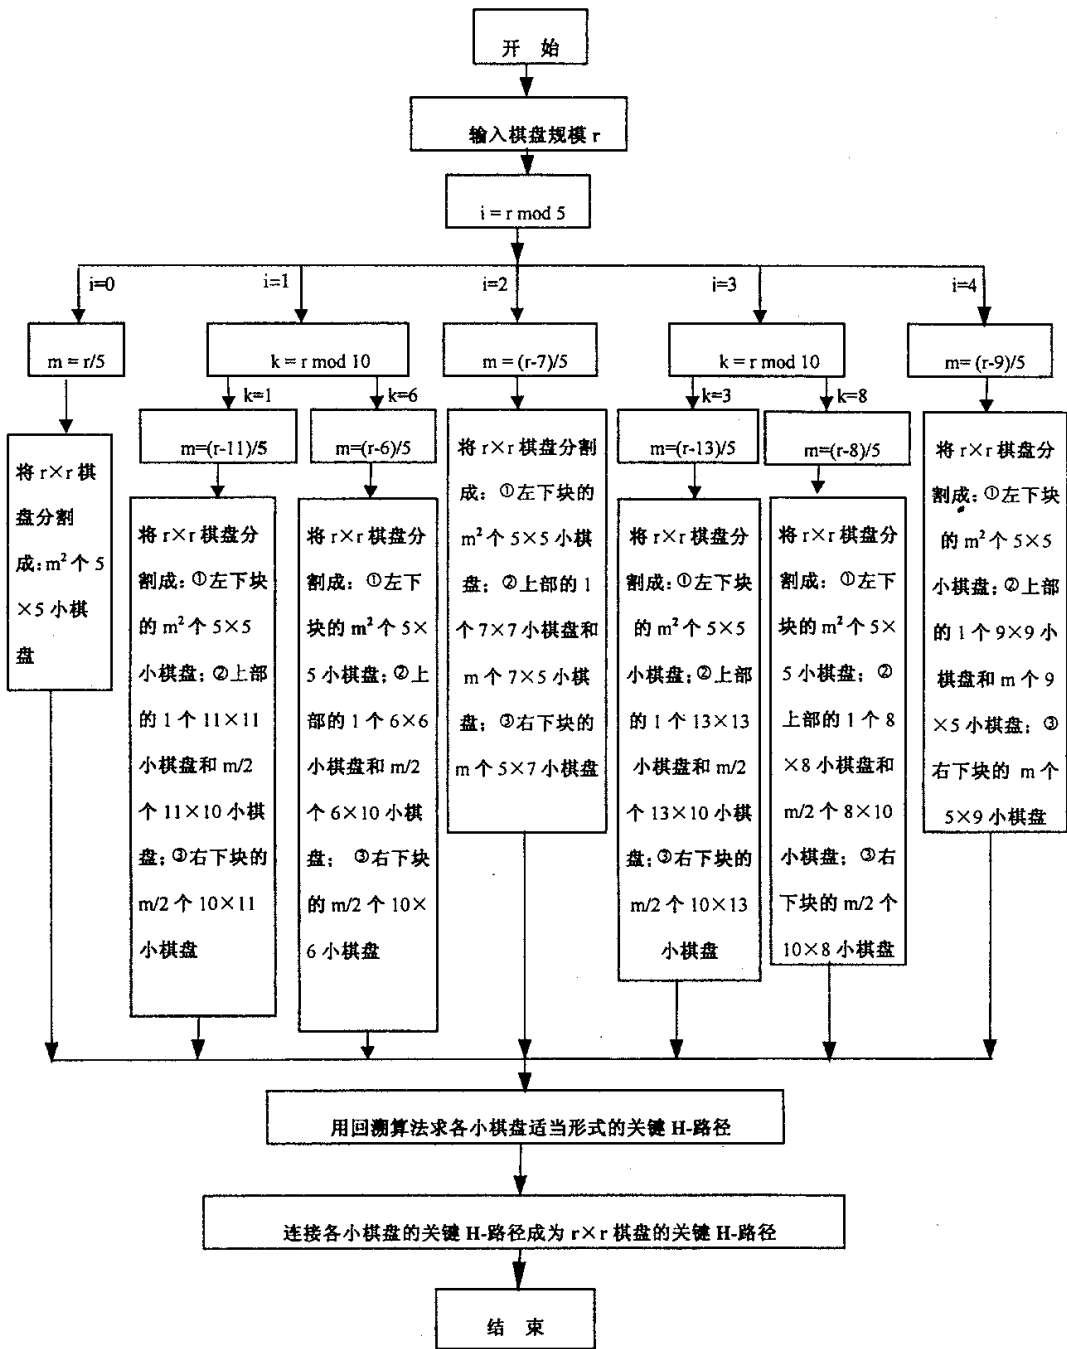 开 始
输入棋盘规模 r
i = r mod 5
i=0
i=1
i=2
i=3
i=4
m = r/5
k = r mod 10
m = (r-7)/5
k = r mod 10
m= (r-9)/5
k=1
k=6
k=3
k=8
m=(r-11)/5
m=(r-6)/5
m=(r-13)/5
m=(r-8)/5
将 r×r 棋
盘分割
成: m² 个 5
×5 小棋
盘
将 r×r 棋盘分
割成: ①左下块
的 m² 个 5×5
小棋盘; ②上部
的 1 个 11×11
小棋盘和 m/2
个 11×10 小棋
盘; ③右下块的
m/2 个 10×11
小棋盘
将 r×r 棋盘分
割成: ①左下
块的 m² 个 5×
5 小棋盘; ②上
部的 1 个 6×6
小棋盘和 m/2
个 6×10 小棋
盘; ③右下块
的 m/2 个 10×
6 小棋盘
将 r×r 棋盘分割
成: ①左下块的
m² 个 5×5 小棋
盘; ②上部的 1
个 7×7 小棋盘和
m 个 7×5 小棋
盘; ③右下块的
m 个 5×7 小棋盘
将 r×r 棋盘分
割成: ①左下块
的 m² 个 5×5
小棋盘; ②上部
的 1 个 13×13
小棋盘和 m/2
个 13×10 小棋
盘; ③右下块的
m/2 个 10×13
小棋盘
将 r×r 棋盘分
割成: ①左下
块的 m² 个 5×
5 小棋盘; ②
上部的 1 个 8
×8 小棋盘和
m/2 个 8×10
小棋盘; ③右
下块的 m/2 个
10×8 小棋盘
将 r×r 棋盘分
割成: ①左下块
的 m² 个 5×5
小棋盘; ②上部
的 1 个 9×9 小
棋盘和 m 个 9
×5 小棋盘; ③
右下块的 m 个
5×9 小棋盘
用回溯算法求各小棋盘适当形式的关键 H-路径
连接各小棋盘的关键 H-路径成为 r×r 棋盘的关键 H-路径
结 束